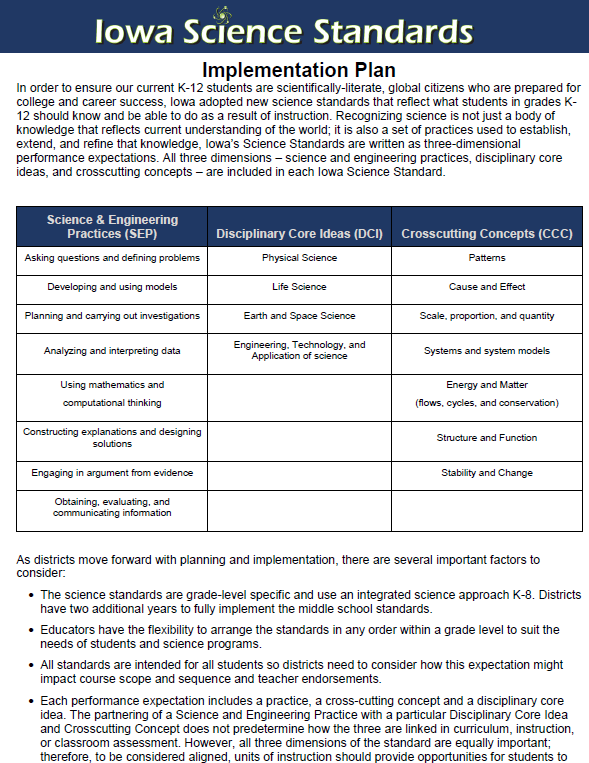 Iowa Science Standards
Implementation Plan
In order to ensure our current K-12 students are scientifically-literate, global citizens who are prepared for
college and career success, Iowa adopted new science standards that reflect what students in grades K-
12 should know and be able to do as a result of instruction. Recognizing science is not just a body of
knowledge that reflects current understanding of the world; it is also a set of practices used to establish,
extend, and refine that knowledge, Iowa's Science Standards are written as three-dimensional
performance expectations. All three dimensions – science and engineering practices, disciplinary core
ideas, and crosscutting concepts – are included in each Iowa Science Standard.
Science & Engineering
Practices (SEP)
Disciplinary Core Ideas (DCI)
Crosscutting Concepts (CCC)
Asking questions and defining problems
Physical Science
Patterns
Developing and using models
Life Science
Cause and Effect
Planning and carrying out investigations
Earth and Space Science
Scale, proportion, and quantity
Analyzing and interpreting data
Engineering, Technology, and
Application of science
Systems and system models
Using mathematics and
computational thinking
Energy and Matter
(flows, cycles, and conservation)
Constructing explanations and designing
solutions
Structure and Function
Engaging in argument from evidence
Stability and Change
Obtaining, evaluating, and
communicating information
As districts move forward with planning and implementation, there are several important factors to
consider:
• The science standards are grade-level specific and use an integrated science approach K-8. Districts
have two additional years to fully implement the middle school standards.
• Educators have the flexibility to arrange the standards in any order within a grade level to suit the
needs of students and science programs.
• All standards are intended for all students so districts need to consider how this expectation might
impact course scope and sequence and teacher endorsements.
• Each performance expectation includes a practice, a cross-cutting concept and a disciplinary core
idea. The partnering of a Science and Engineering Practice with a particular Disciplinary Core Idea
and Crosscutting Concept does not predetermine how the three are linked in curriculum, instruction,
or classroom assessment. However, all three dimensions of the standard are equally important;
therefore, to be considered aligned, units of instruction should provide opportunities for students to